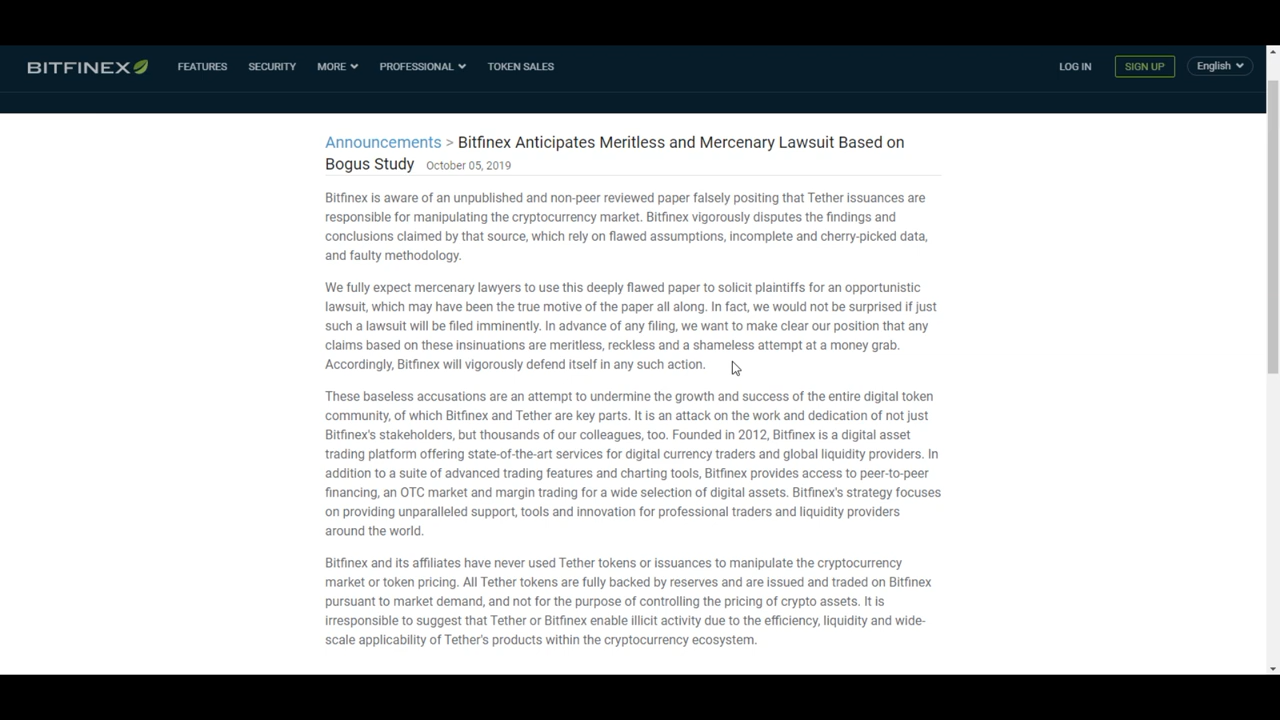 BITFINEX FEATURES SECURITY MORE PROFESSIONAL TOKEN SALES LOG IN SIGN UP English
Announcements > Bitfinex Anticipates Meritless and Mercenary Lawsuit Based on
Bogus Study October 05, 2019
Bitfinex is aware of an unpublished and non-peer reviewed paper falsely positing that Tether issuances are
responsible for manipulating the cryptocurrency market. Bitfinex vigorously disputes the findings and
conclusions claimed by that source, which rely on flawed assumptions, incomplete and cherry-picked data,
and faulty methodology.
We fully expect mercenary lawyers to use this deeply flawed paper to solicit plaintiffs for an opportunistic
lawsuit, which may have been the true motive of the paper all along. In fact, we would not be surprised if just
such a lawsuit will be filed imminently. In advance of any filing, we want to make clear our position that any
claims based on these insinuations are meritless, reckless and a shameless attempt at a money grab.
Accordingly, Bitfinex will vigorously defend itself in any such action.
These baseless accusations are an attempt to undermine the growth and success of the entire digital token
community, of which Bitfinex and Tether are key parts. It is an attack on the work and dedication of not just
Bitfinex's stakeholders, but thousands of our colleagues, too. Founded in 2012, Bitfinex is a digital asset
trading platform offering state-of-the-art services for digital currency traders and global liquidity providers. In
addition to a suite of advanced trading features and charting tools, Bitfinex provides access to peer-to-peer
financing, an OTC market and margin trading for a wide selection of digital assets. Bitfinex's strategy focuses
on providing unparalleled support, tools and innovation for professional traders and liquidity providers
around the world.
Bitfinex and its affiliates have never used Tether tokens or issuances to manipulate the cryptocurrency
market or token pricing. All Tether tokens are fully backed by reserves and are issued and traded on Bitfinex
pursuant to market demand, and not for the purpose of controlling the pricing of crypto assets. It is
irresponsible to suggest that Tether or Bitfinex enable illicit activity due to the efficiency, liquidity and wide-
scale applicability of Tether's products within the cryptocurrency ecosystem.